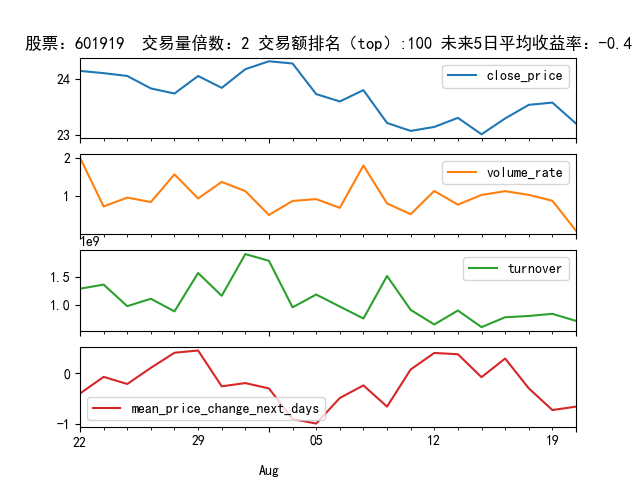 股票：601919  交易量倍数：2 交易额排名（top）:100 未来5日平均收益率：-0.4
24
23
close_price
2
1
volume_rate
1e9
1.5
1.0
turnover
0
-1
mean_price_change_next_days
22 29 05 12 19
Aug